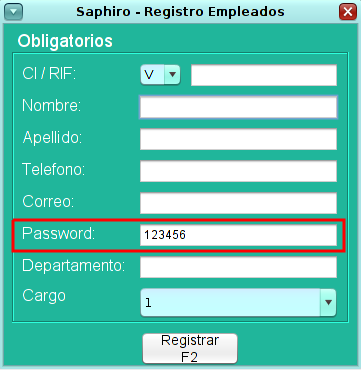 Saphiro - Registro Empleados
Obligatorios
CI / RIF: V
Nombre:
Apellido:
Telefono:
Correo:
Password: 123456
Departamento:
Cargo 1
Registrar
F2